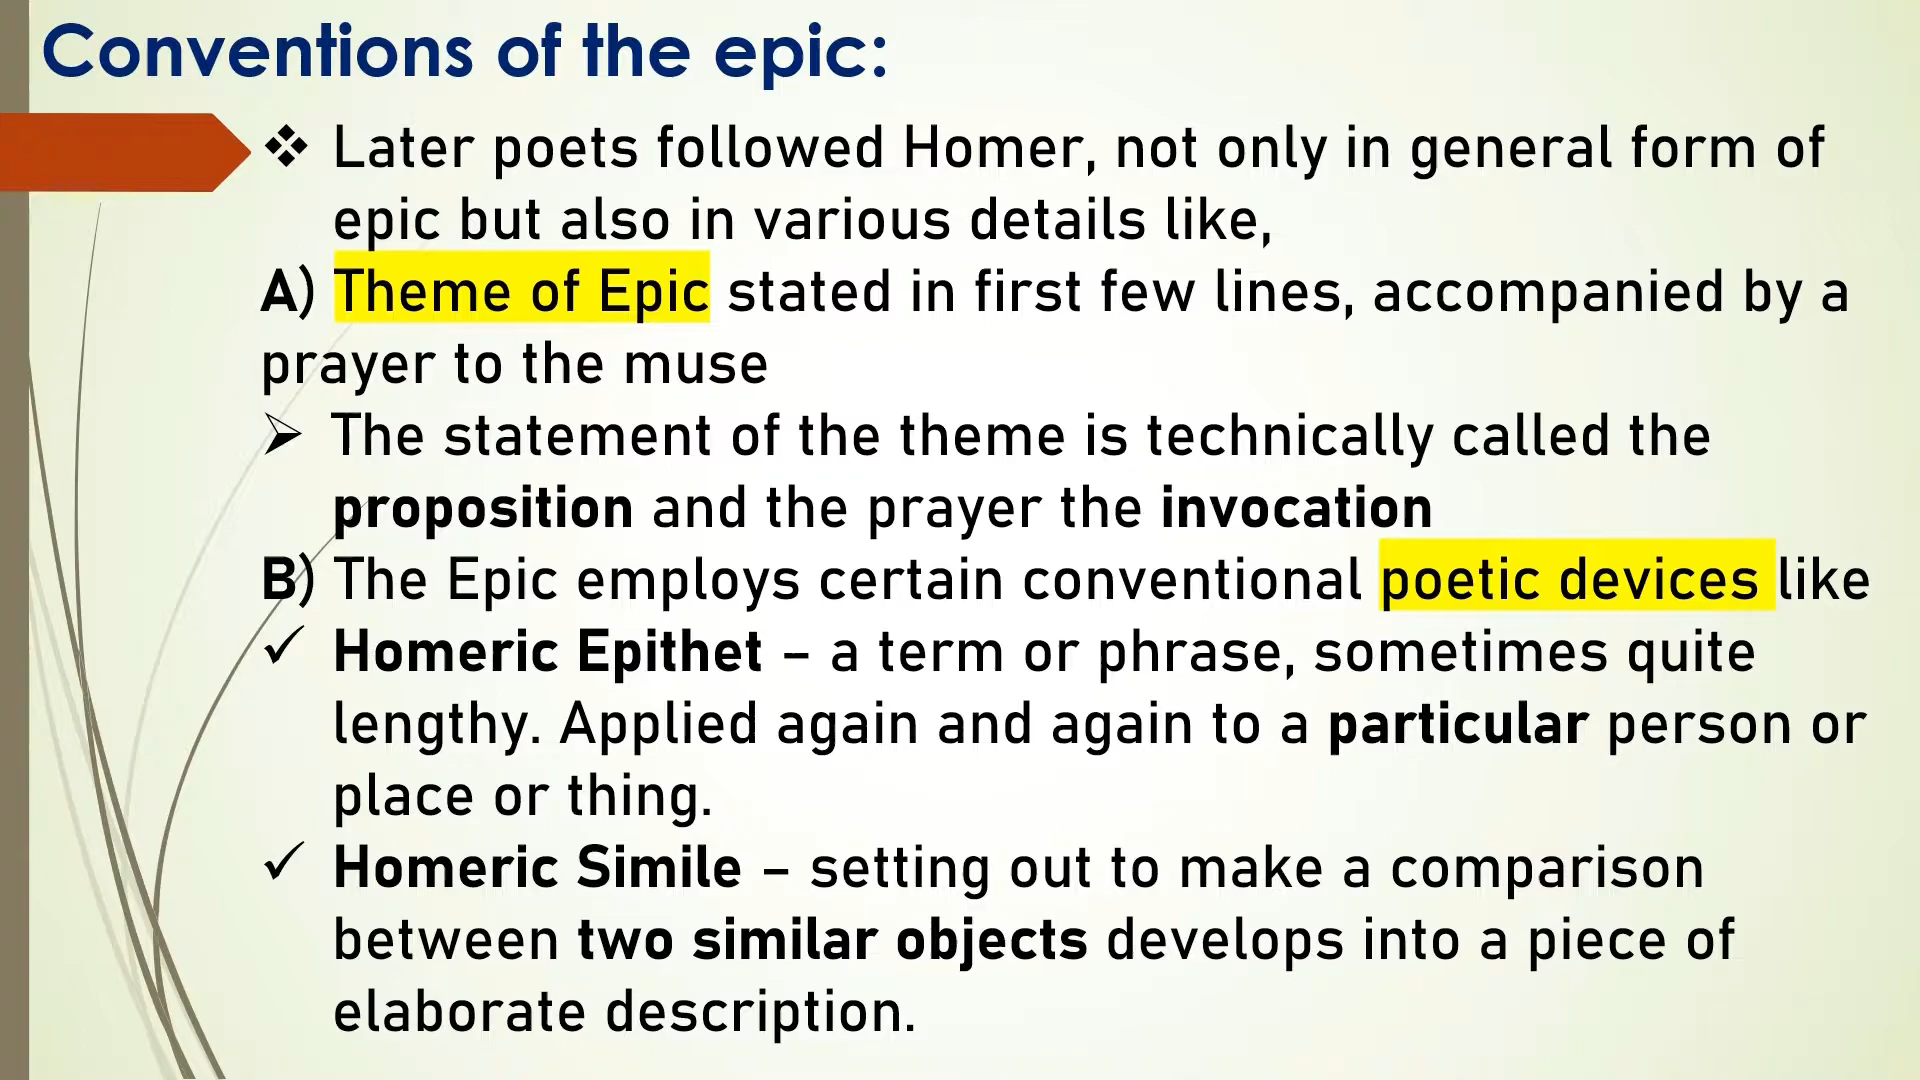 Conventions of the epic:
❖ Later poets followed Homer, not only in general form of
epic but also in various details like,
A) Theme of Epic stated in first few lines, accompanied by a
prayer to the muse
➢ The statement of the theme is technically called the
proposition and the prayer the invocation
B) The Epic employs certain conventional poetic devices like
✓ Homeric Epithet – a term or phrase, sometimes quite
lengthy. Applied again and again to a particular person or
place or thing.
✓ Homeric Simile – setting out to make a comparison
between two similar objects develops into a piece of
elaborate description.